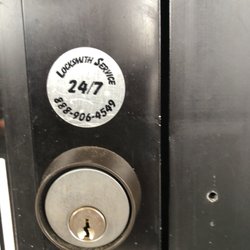 LOCKSMITH SERVICE
24/7
888-906-4549